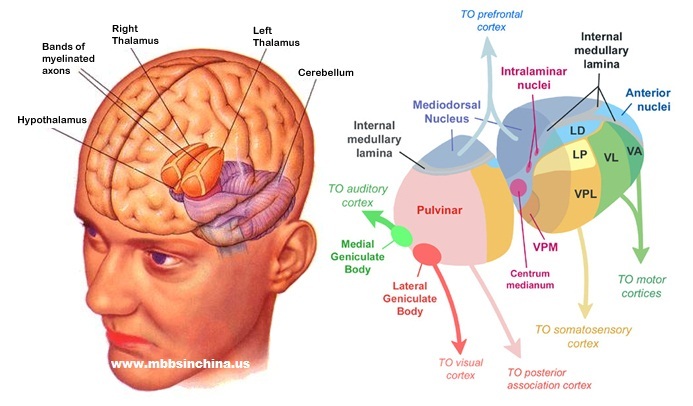 Right
Thalamus
Left
Thalamus
Bands of
myelinated
axons
Cerebellum
Hypothalamus
www.mbbsinchina.us
TO prefrontal
cortex
Internal
medullary
lamina
Intralaminar
nuclei
Anterior
nuclei
Mediodorsal
Nucleus
Internal
medullary
lamina
LD
LP
VL
VA
VPL
TO auditory
cortex
Pulvinar
VPM
Medial
Geniculate
Body
Centrum
medianum
Lateral
Geniculate
Body
TO motor
cortices
TO somatosensory
cortex
TO visual
cortex
TO posterior
association cortex